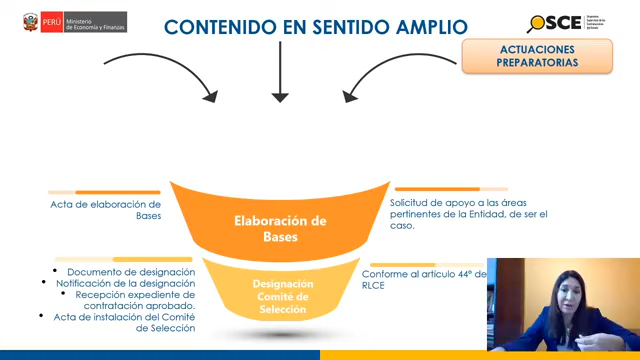 PERÚ
Ministerio
de Economía y Finanzas
CONTENIDO EN SENTIDO AMPLIO
OSCE
ACTUACIONES
PREPARATORIAS
Acta de elaboración de
Bases
Elaboración de
Bases
Solicitud de apoyo a las áreas
pertinentes de la Entidad, de ser el
caso.
• Documento de designación
• Notificación de la designación
• Recepción expediente de
contratación aprobado.
• Acta de instalación del Comité
de Selección
Designación
Comité de
Selección
Conforme al artículo 44° de
RLCE